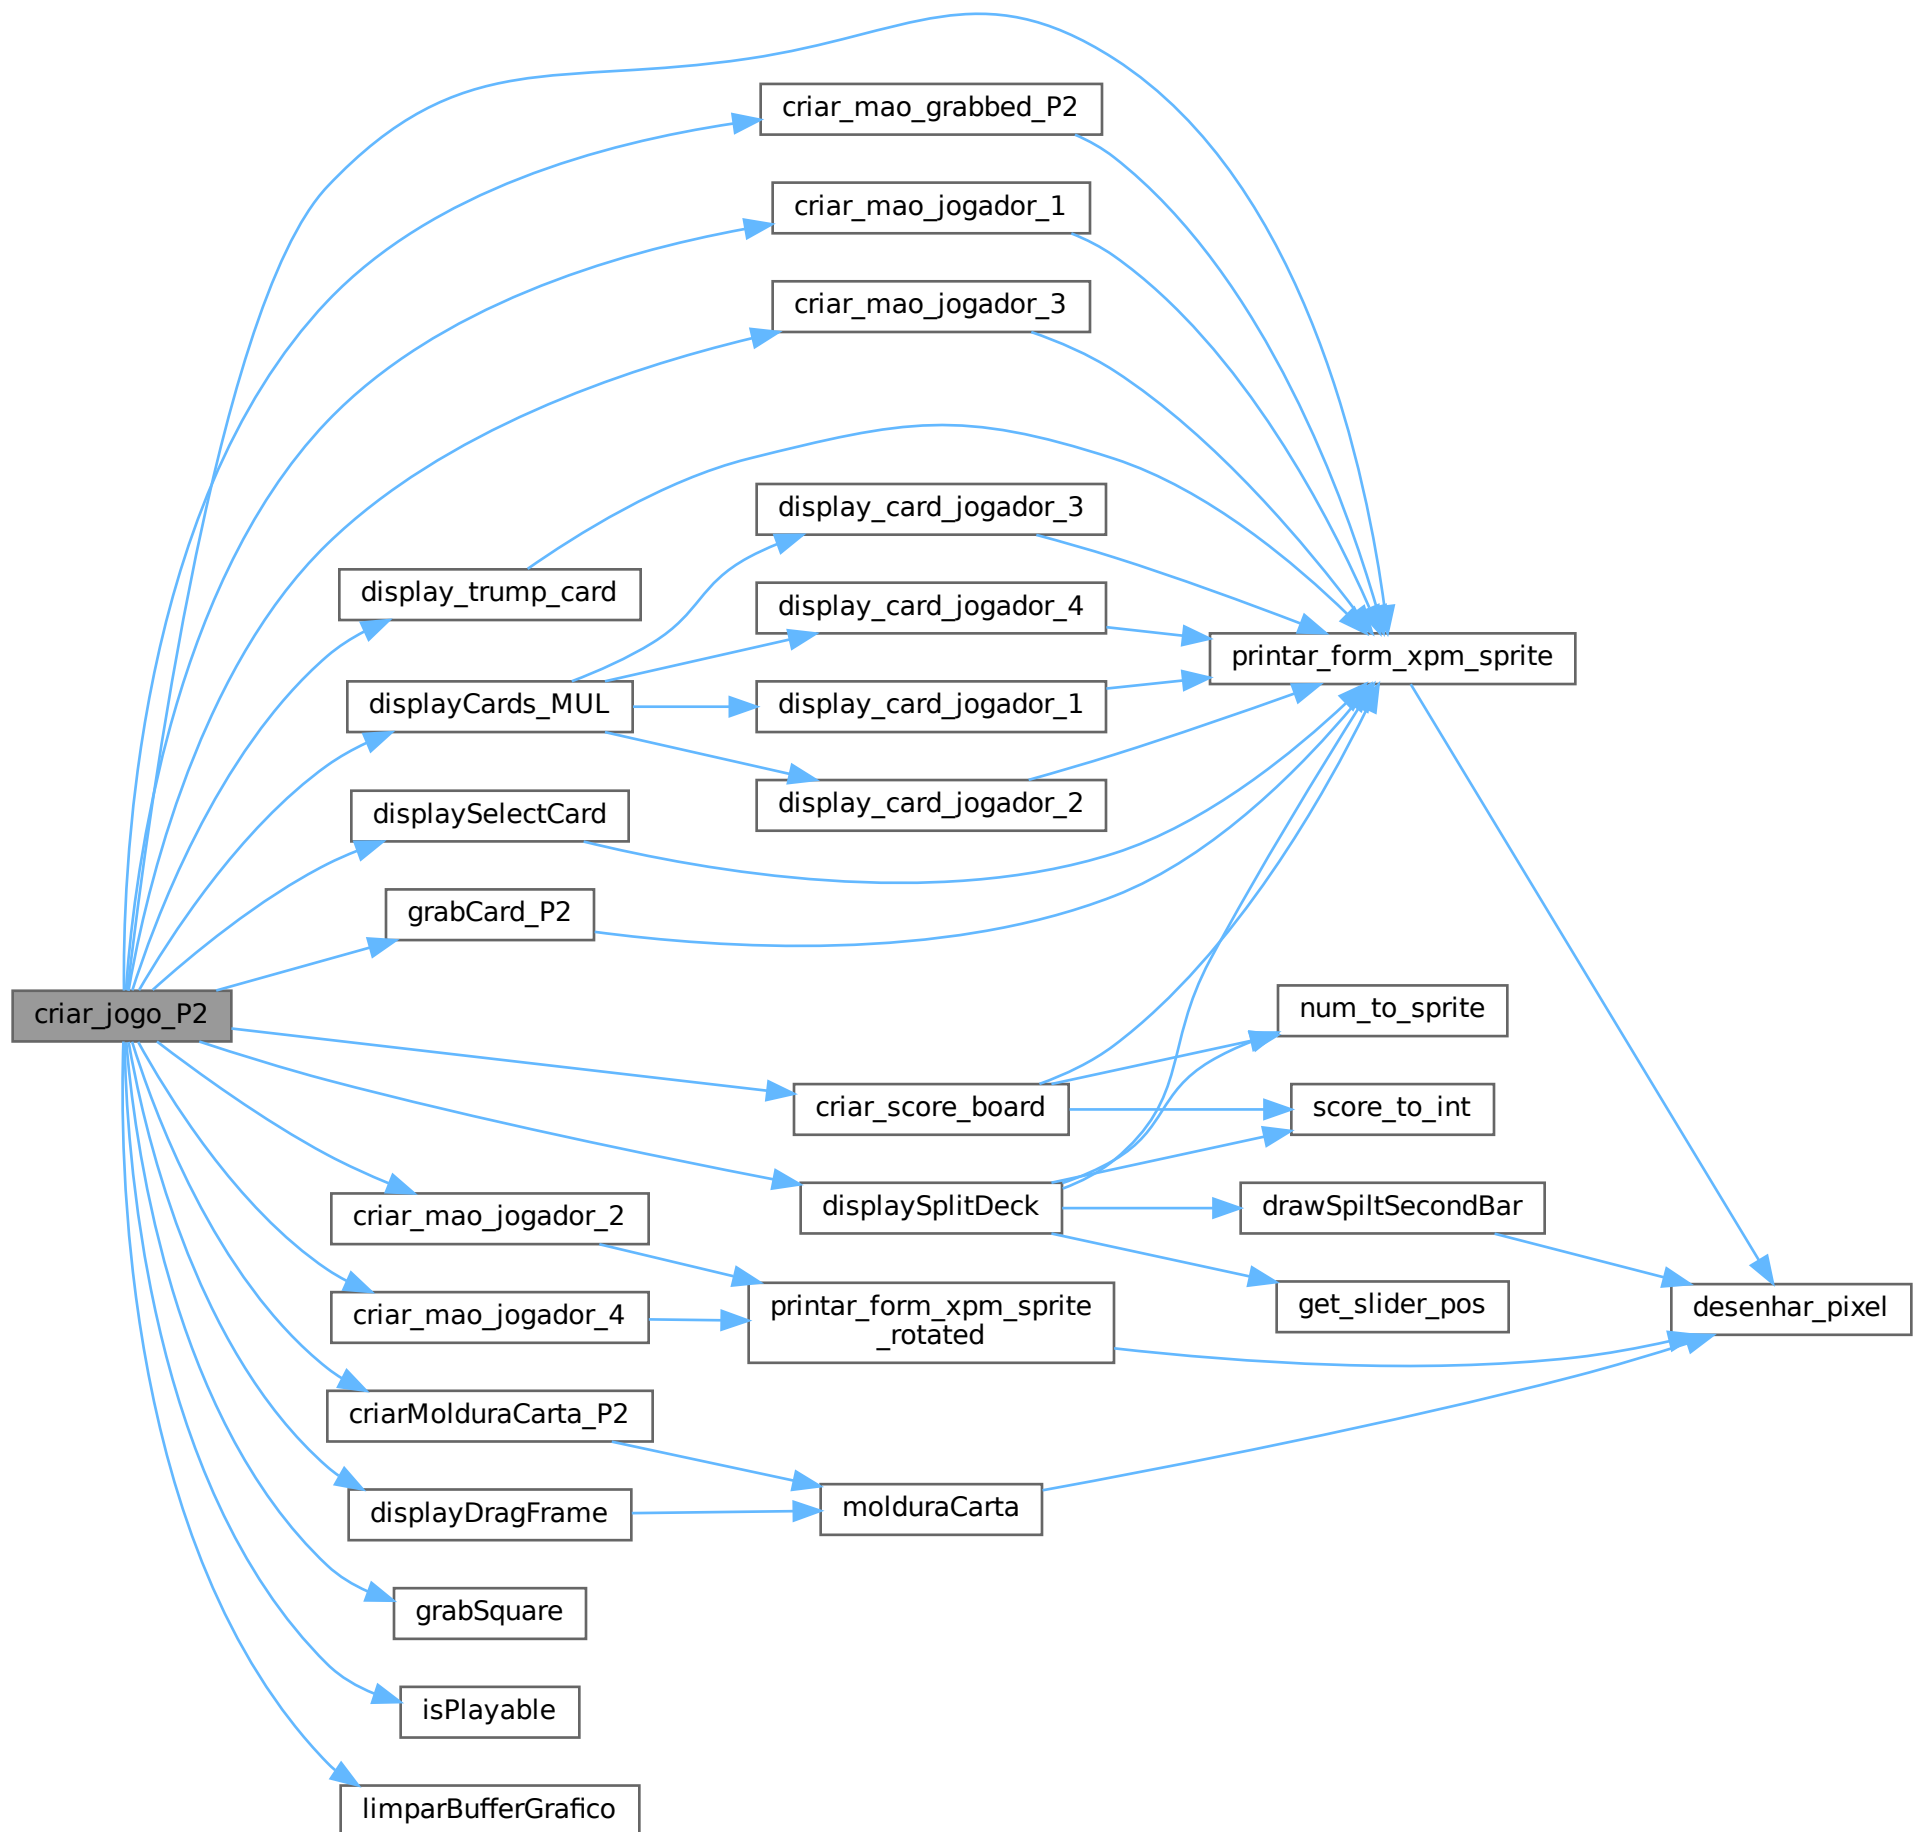 criar_mao_grabbed_P2
criar_mao_jogador_1
criar_mao_jogador_3
display_card_jogador_3
display_trump_card
display_card_jogador_4
printar_form_xpm_sprite
displayCards_MUL
display_card_jogador_1
displaySelectCard
display_card_jogador_2
grabCard_P2
criar_jogo_P2
num_to_sprite
criar_score_board
score_to_int
displaySplitDeck
drawSpiltSecondBar
criar_mao_jogador_2
get_slider_pos
desenhar_pixel
criar_mao_jogador_4
printar_form_xpm_sprite
_rotated
criarMolduraCarta_P2
displayDragFrame
molduraCarta
grabSquare
isPlayable
limparBufferGrafico